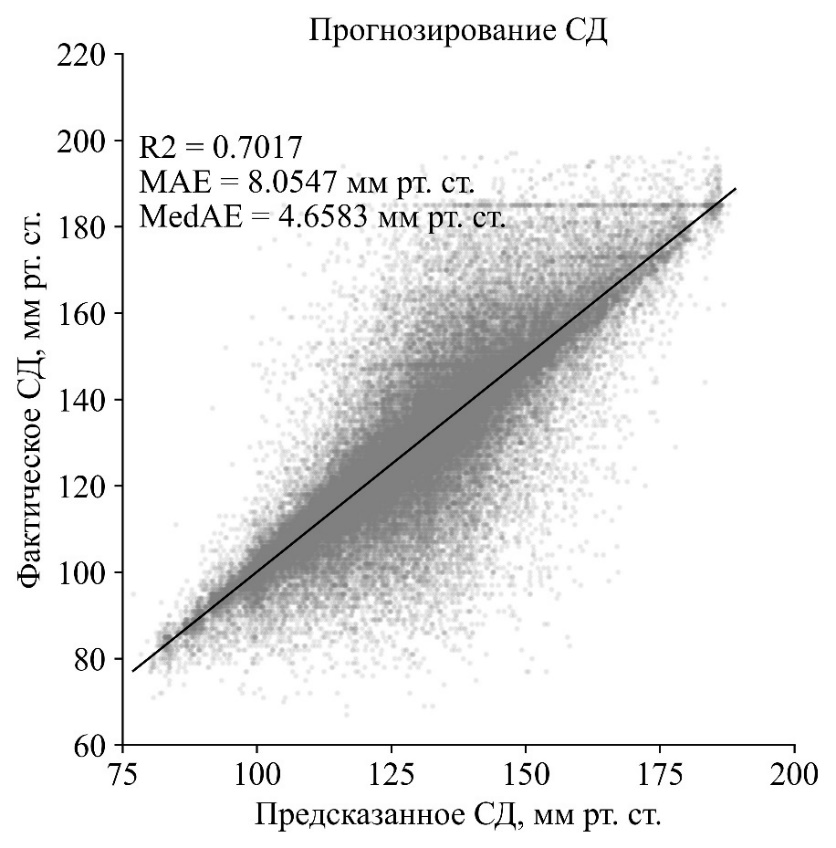 Прогнозирование СД
220
200
180
160
140
120
100
80
60
R2 = 0.7017
MAE = 8.0547 мм рт. ст.
MedAE = 4.6583 мм рт. ст.
Фактическое СД, мм рт. ст.
75 100 125 150 175 200
Предсказанное СД, мм рт. ст.